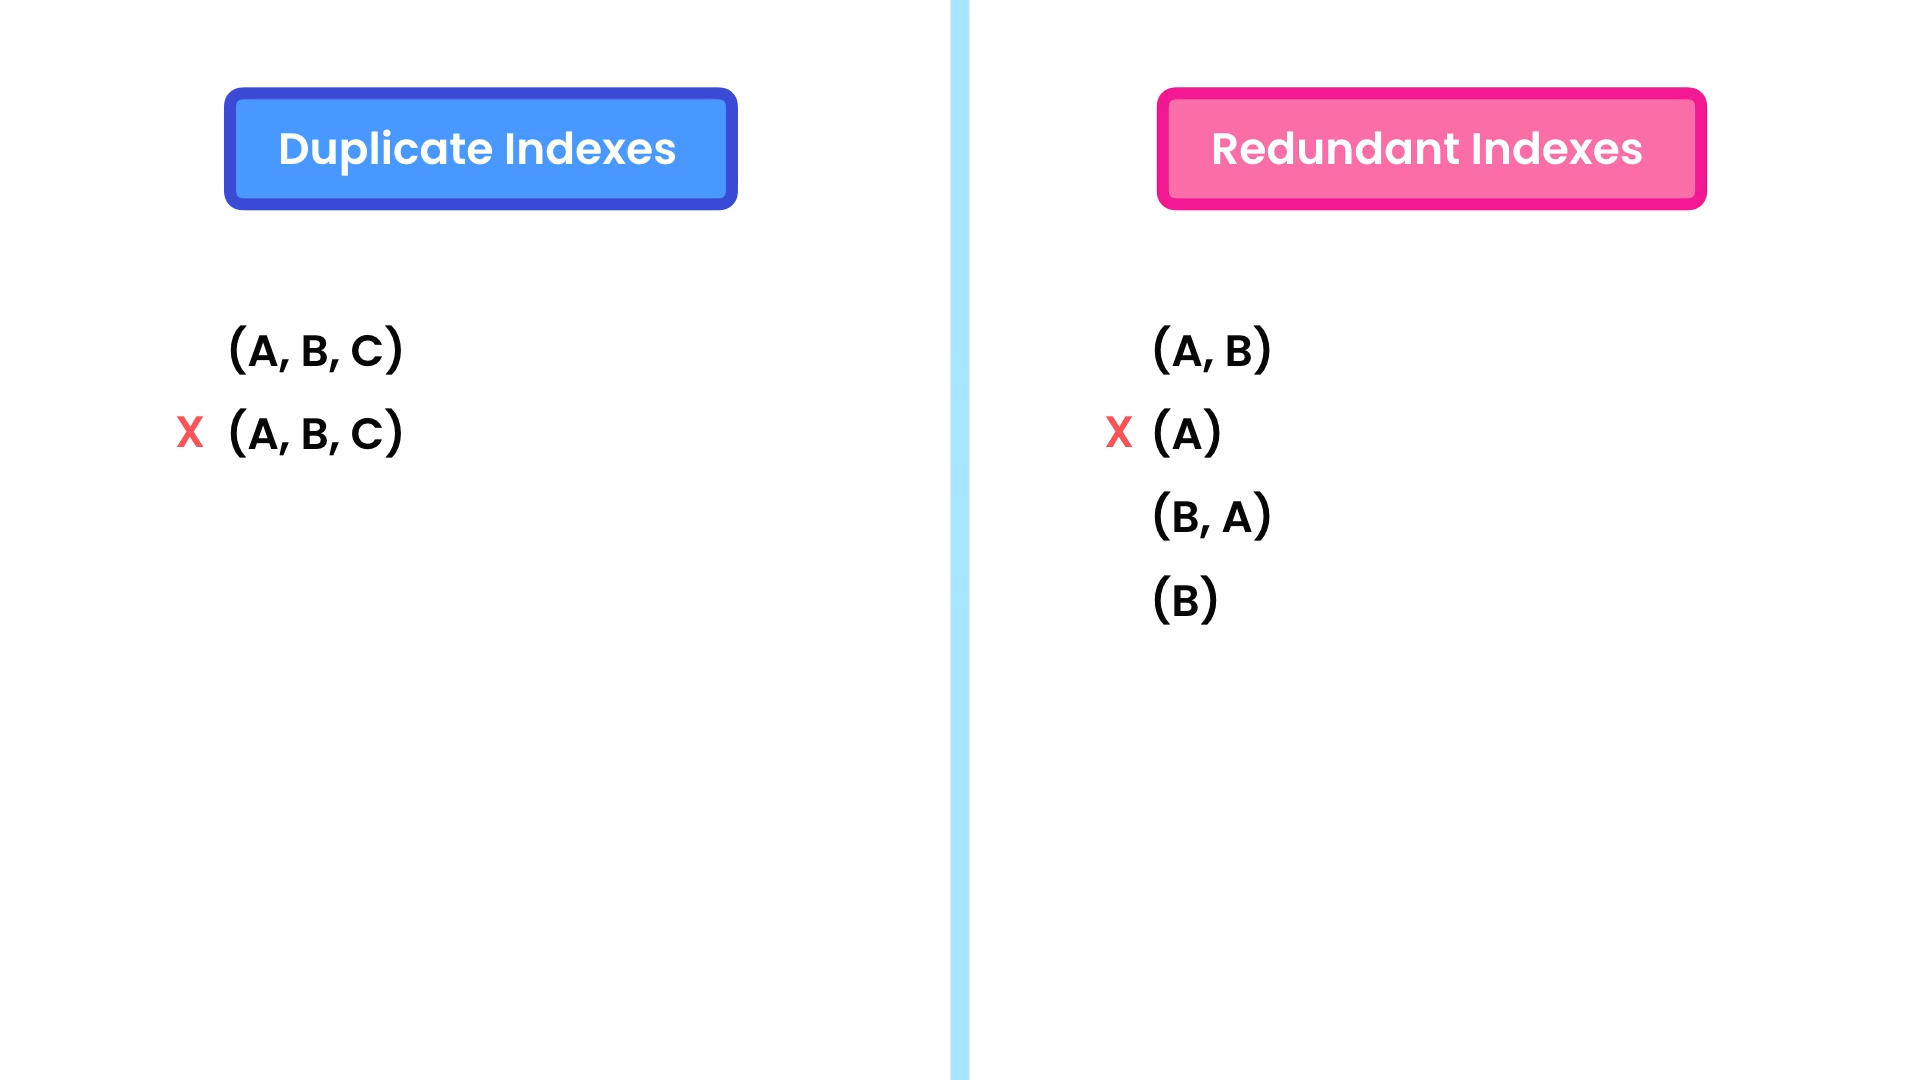 Duplicate Indexes
(A, B, C)
X (A, B, C)
Redundant Indexes
(A, B)
X (A)
(B, A)
(B)